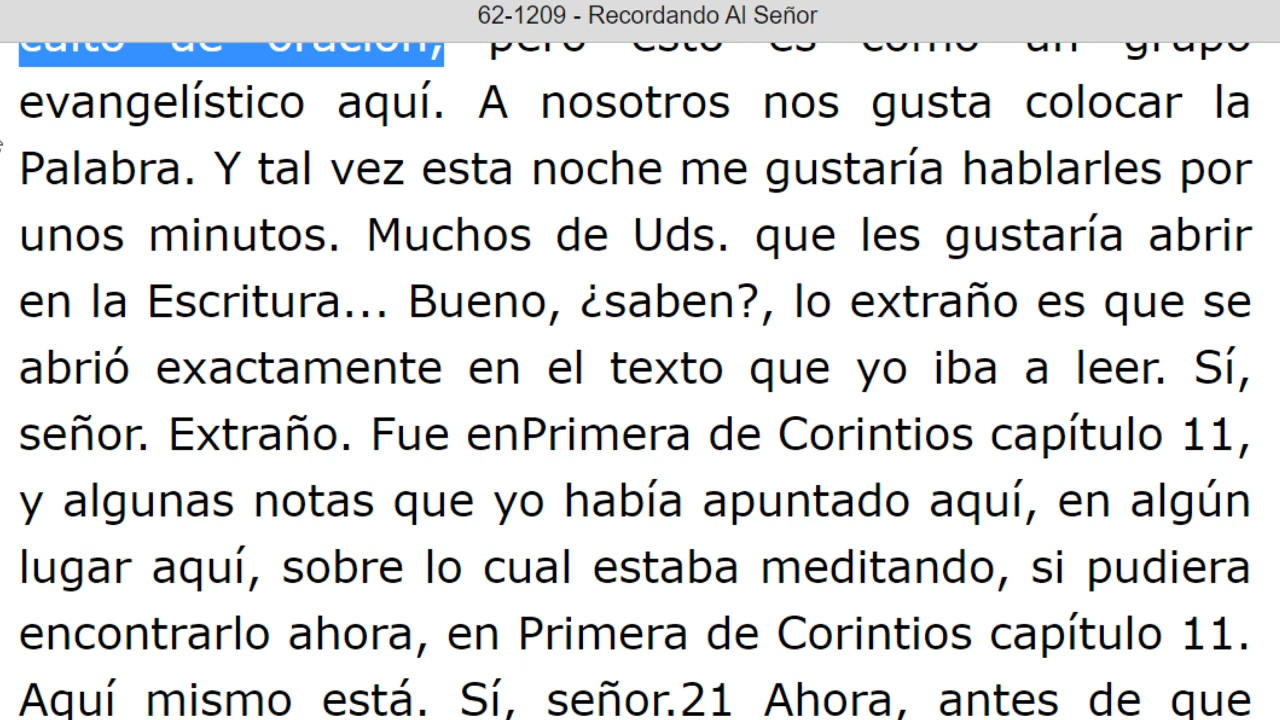 62-1209 - Recordando Al Señor
culto de oración, pero esto es como un grupo
evangelístico aquí. A nosotros nos gusta colocar la
Palabra. Y tal vez esta noche me gustaría hablarles por
unos minutos. Muchos de Uds. que les gustaría abrir
en la Escritura... Bueno, ¿saben?, lo extraño es que se
abrió exactamente en el texto que yo iba a leer. Sí,
señor. Extraño. Fue enPrimera de Corintios capítulo 11,
y algunas notas que yo había apuntado aquí, en algún
lugar aquí, sobre lo cual estaba meditando, si pudiera
encontrarlo ahora, en Primera de Corintios capítulo 11.
Aquí mismo está. Sí, señor.21 Ahora, antes de que